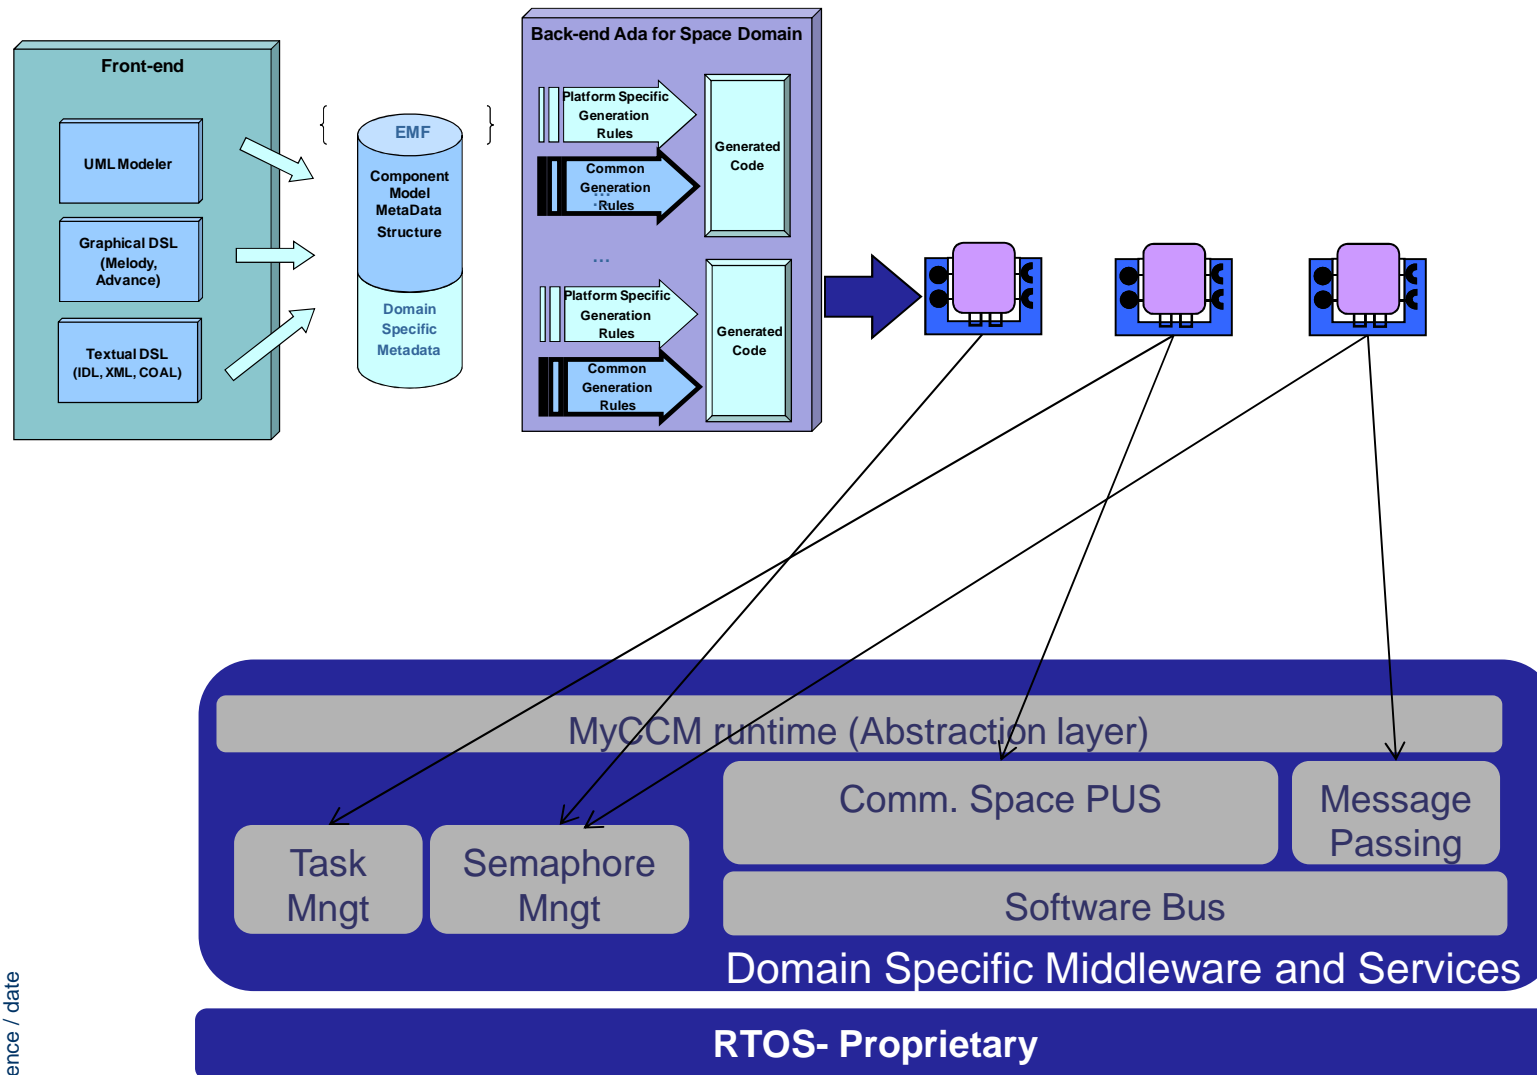 Front-end
UML Modeler
Graphical DSL
(Melody,
Advance)
Textual DSL
(IDL, XML, COAL)
{
}
EMF
Component
Model
MetaData
Structure
Domain
Specific
Metadata
Back-end Ada for Space Domain
Platform Specific
Generation
Rules
Common
Generation
...
Rules
Generated
Code
...
Platform Specific
Generation
Rules
Common
Generation
Rules
Generated
Code
MyCCM runtime (Abstraction layer)
Comm. Space PUS
Message
Passing
Task
Mngt
Semaphore
Mngt
Software Bus
Domain Specific Middleware and Services
RTOS- Proprietary
ence / date